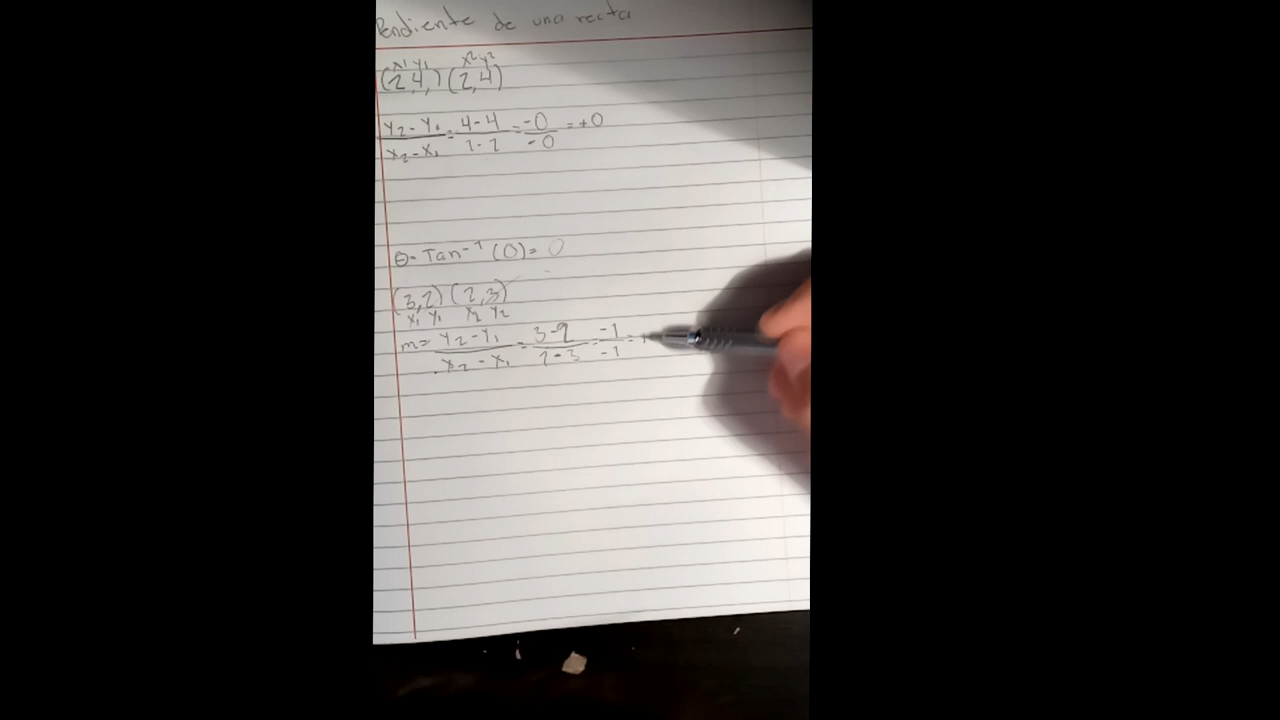 Pendiente de una recta
x1 y1 x2 y2
(2,4,) (2,4)
Y2 - Y1 / X2 - X1 = 4-4 / 2-2 = -0 / -0 = +0
θ= Tan⁻¹ (0) = 0
(3,2) (2,3)
X1 Y1 X2 Y2
m= Y2 - Y1 / X2 - X1 = 3-2 / 2-3 = -1 / -1 = +